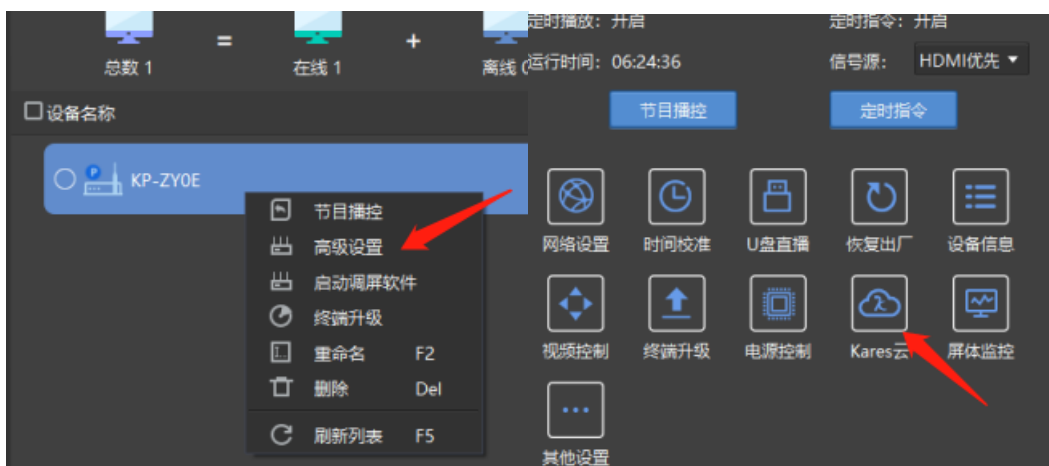 =
+
总数 1
在线 1
离线
设备名称
P
KP-ZY0E
节目播控
高级设置
启动调屏软件
终端升级
重命名 F2
删除 Del
刷新列表 F5
定时播放：开启
定时指令：开启
运行时间：06:24:36
信号源： HDMI优先
节目播控
定时指令
网络设置
时间校准
U盘直播
恢复出厂
设备信息
视频控制
终端升级
电源控制
Kares云
屏体监控
其他设置